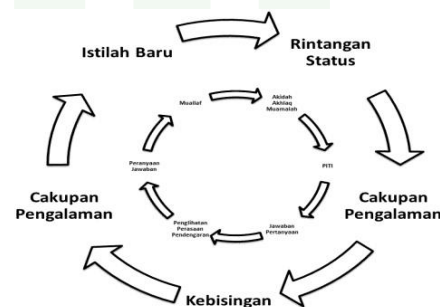 Istilah Baru
Rintangan
Status
Mualaf
Akidah
Akhlaq
Muamalah
Peranyaan
Jawaban
PITI
Cakupan
Pengalaman
Cakupan
Pengalaman
Penglihatan
Perasaan
Pendengaran
Jawaban
Pertanyaan
Kebisingan